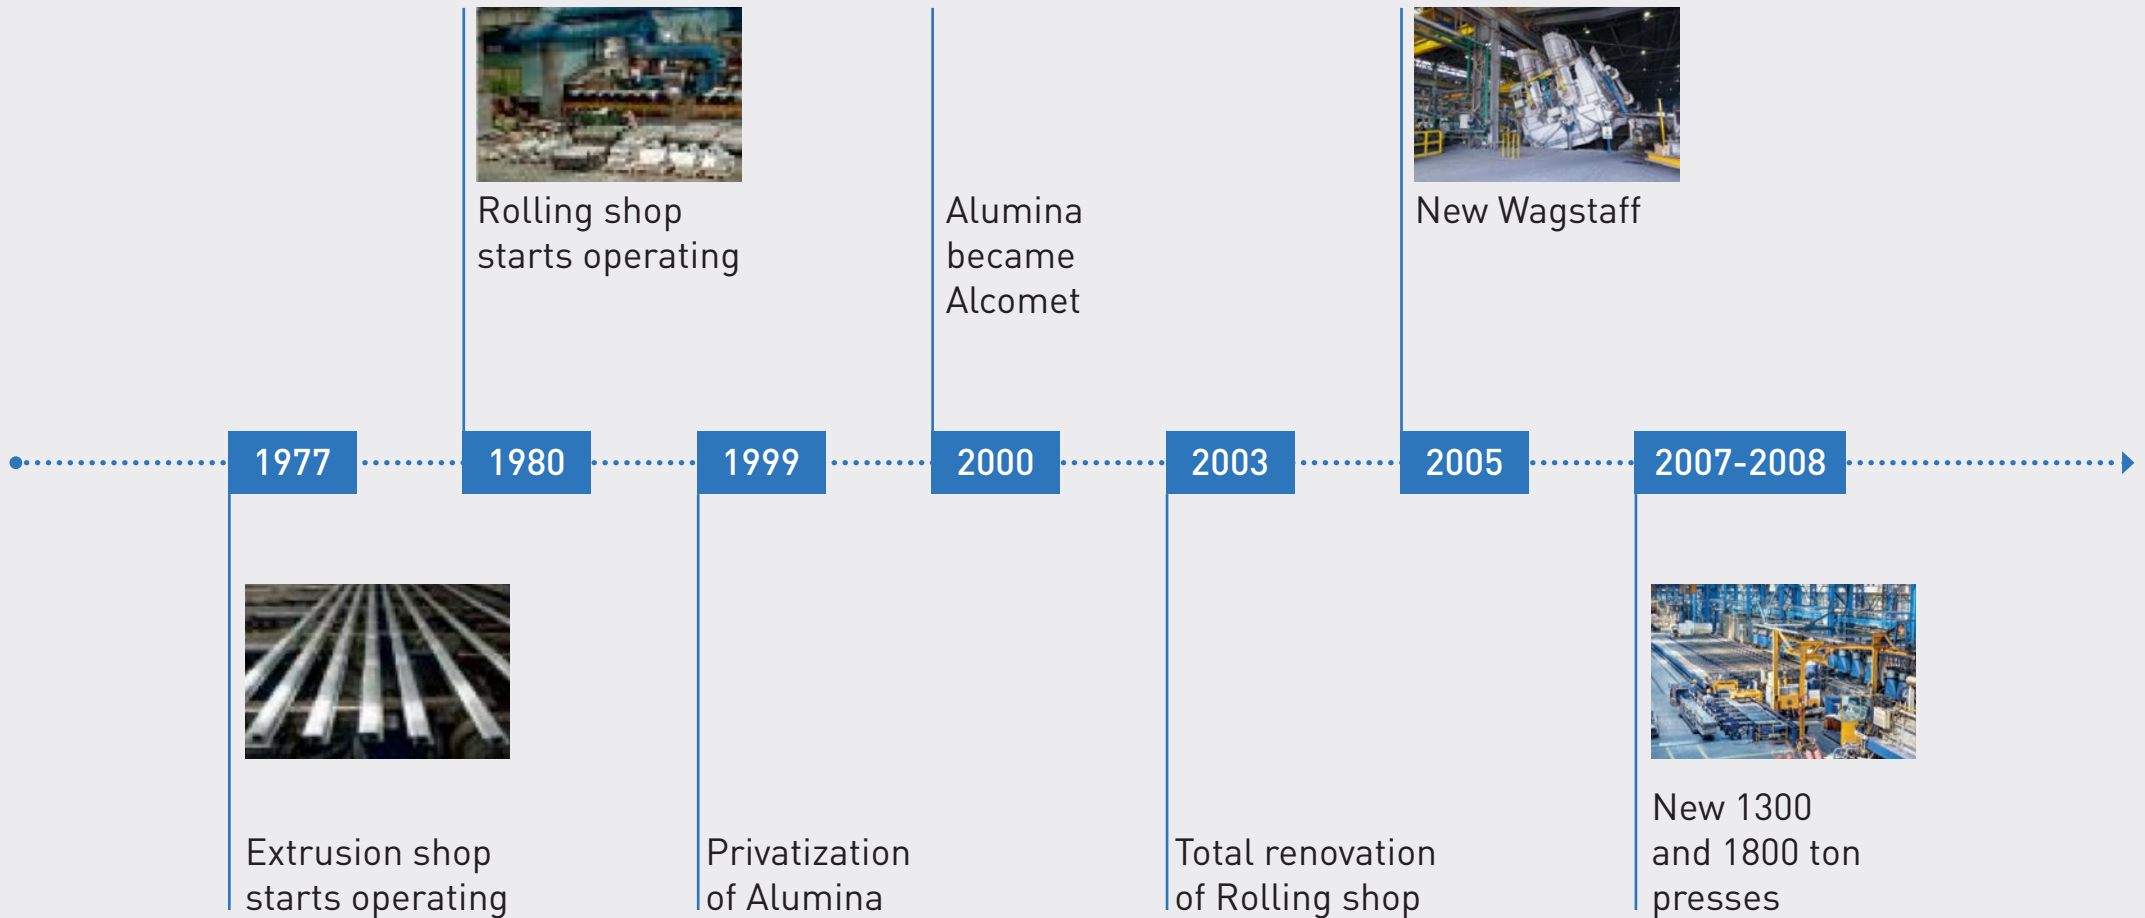 Rolling shop
starts operating
Alumina
became
Alcomet
New Wagstaff
1977
1980
1999
2000
2003
2005
2007-2008
Extrusion shop
starts operating
Privatization
of Alumina
Total renovation
of Rolling shop
New 1300
and 1800 ton
presses